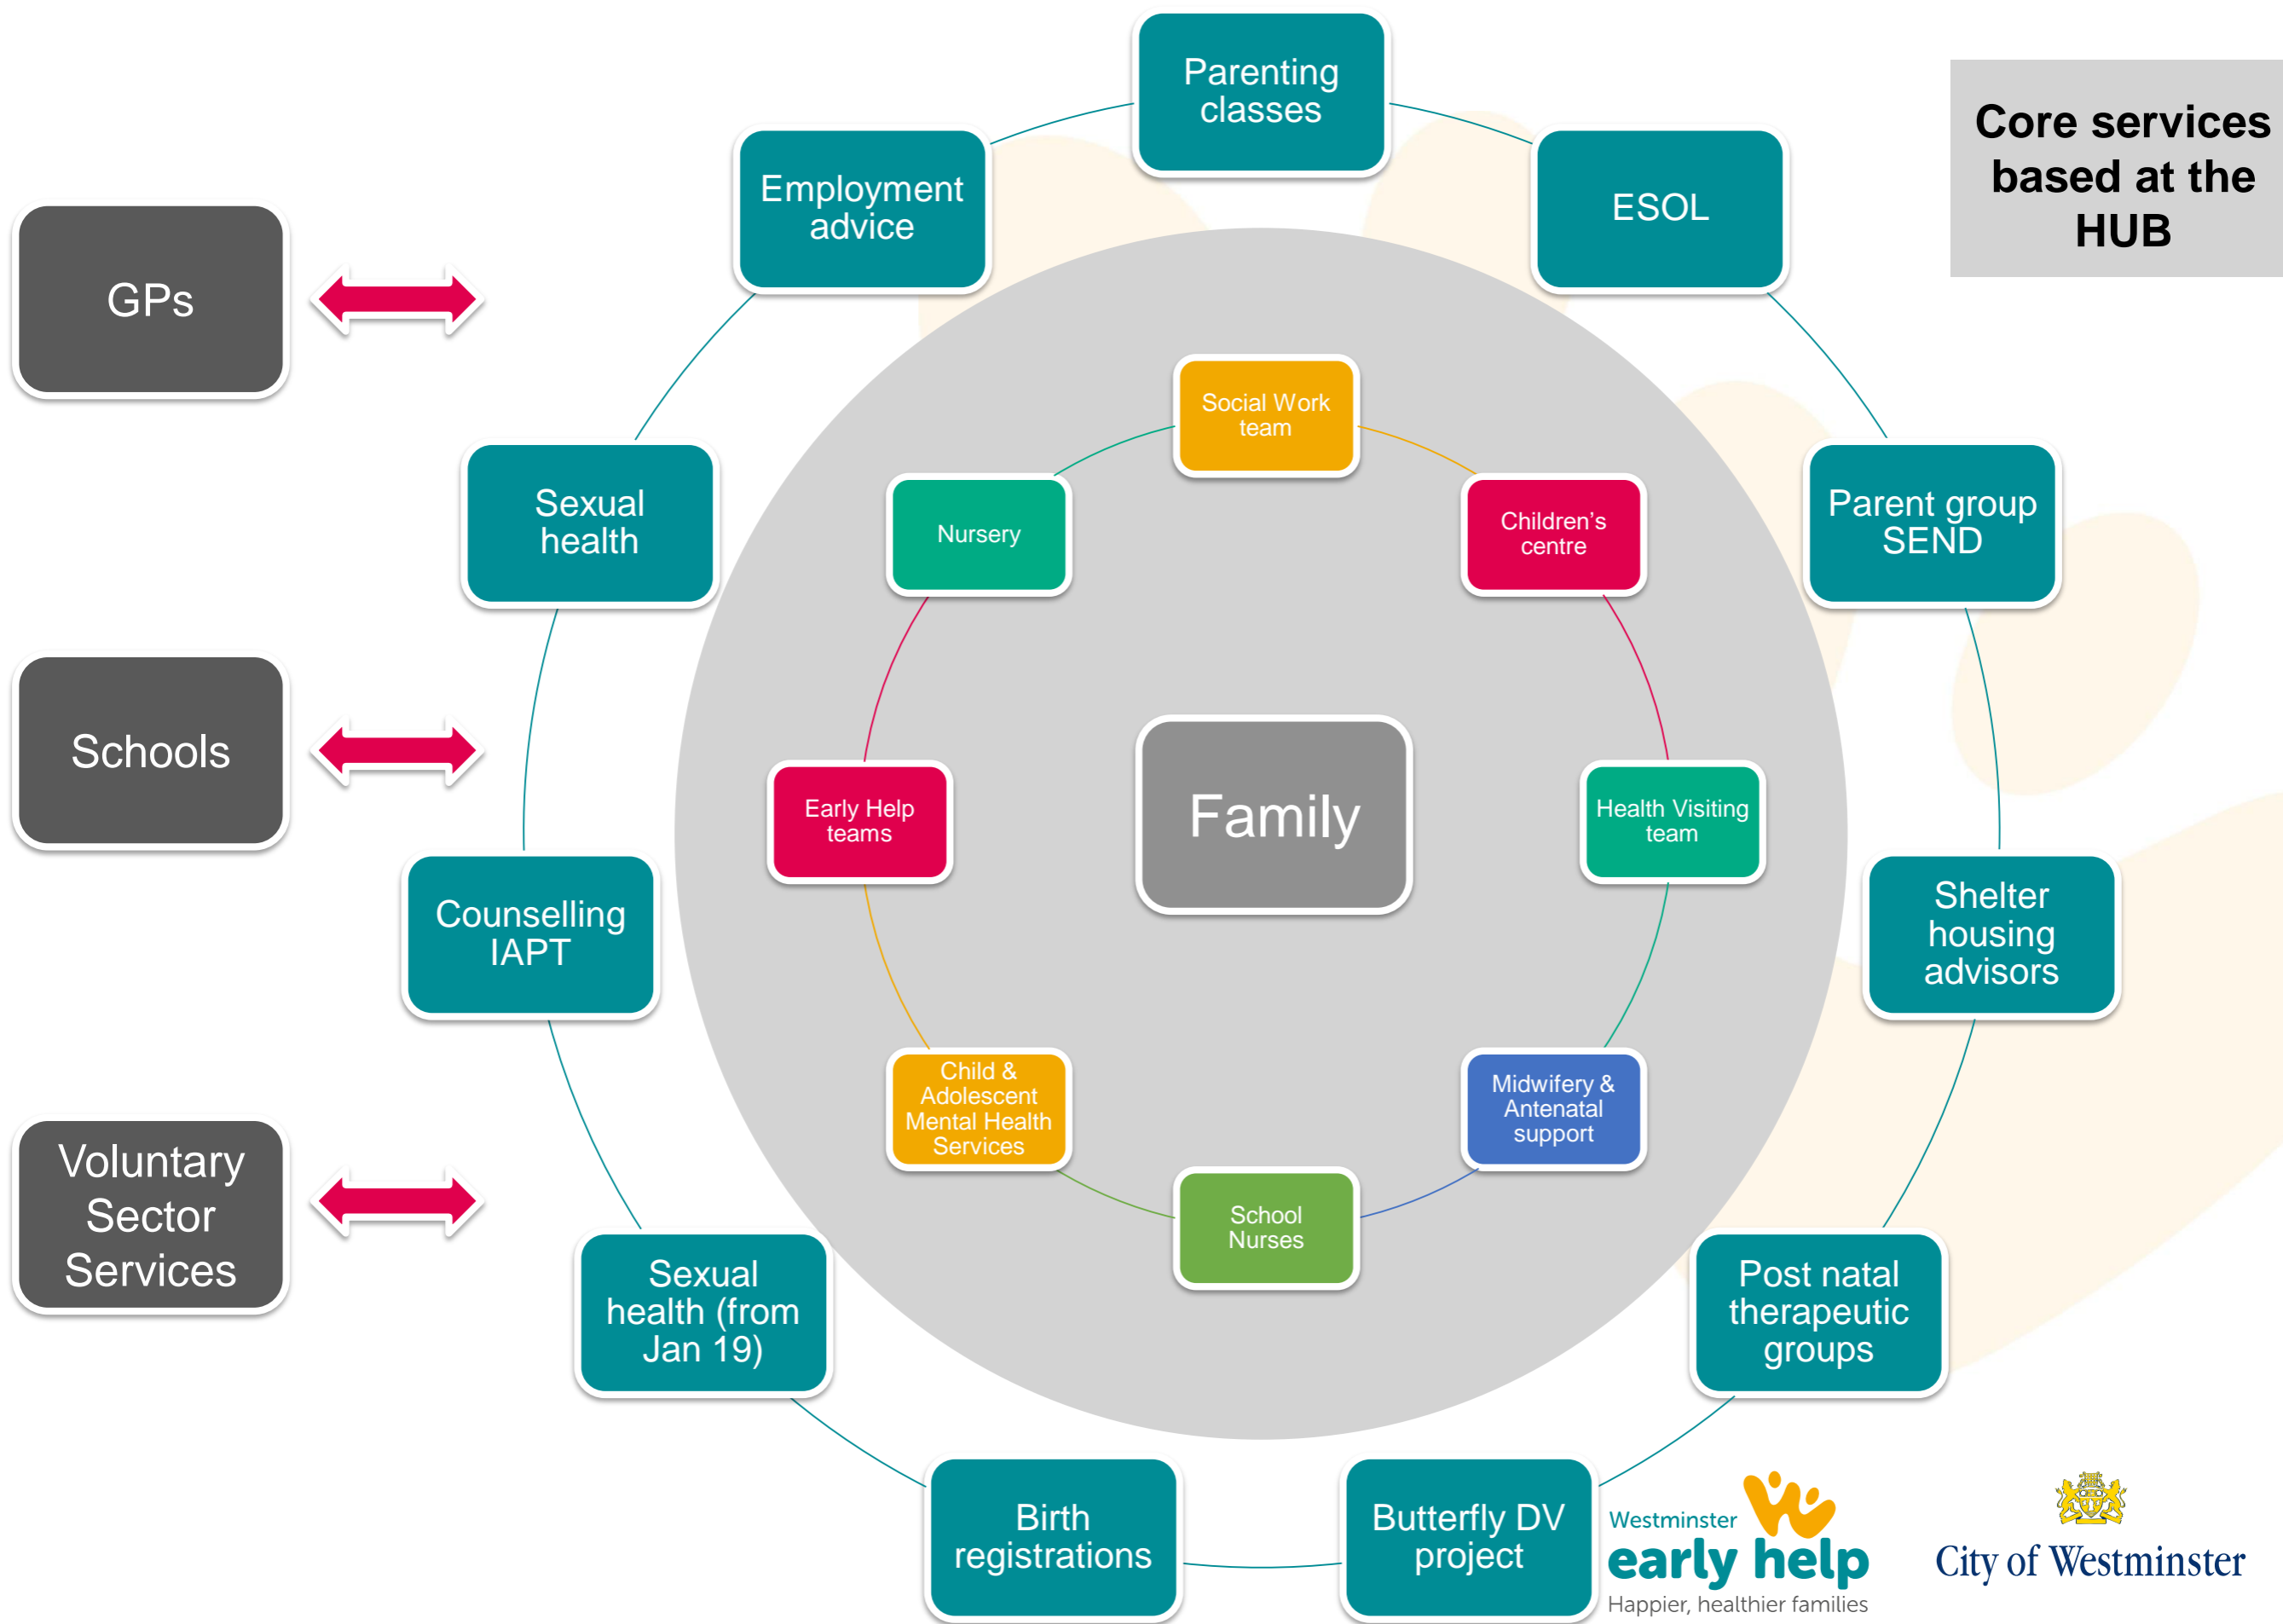 Core services
based at the
HUB
GPs
Schools
Voluntary
Sector
Services
Parenting
classes
ESOL
Parent group
SEND
Shelter
housing
advisors
Post natal
therapeutic
groups
Butterfly DV
project
Birth
registrations
Sexual
health (from
Jan 19)
Counselling
IAPT
Sexual
health
Employment
advice
Social Work
team
Children’s
centre
Health Visiting
team
Midwifery &
Antenatal
support
School
Nurses
Child &
Adolescent
Mental Health
Services
Early Help
teams
Nursery
Family
Westminster
early help
Happier, healthier families
City of Westminster